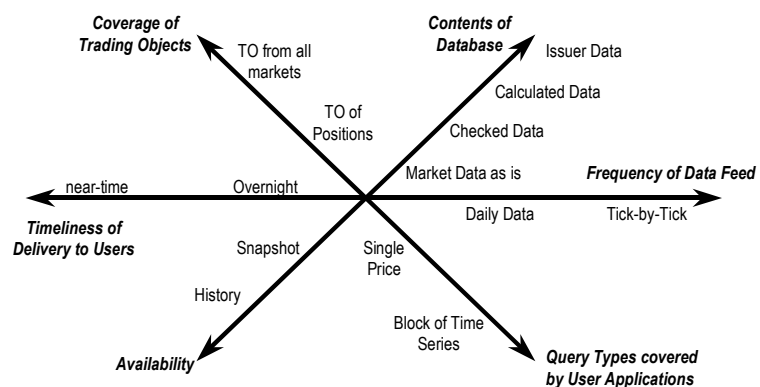 Coverage of
Trading Objects
Contents of
Database
TO from all
markets
Issuer Data
Calculated Data
TO of
Positions
Checked Data
Market Data as is
Frequency of Data Feed
near-time
Overnight
Daily Data
Tick-by-Tick
Timeliness of
Delivery to Users
Snapshot
Single
Price
History
Block of Time
Series
Availability
Query Types covered
by User Applications